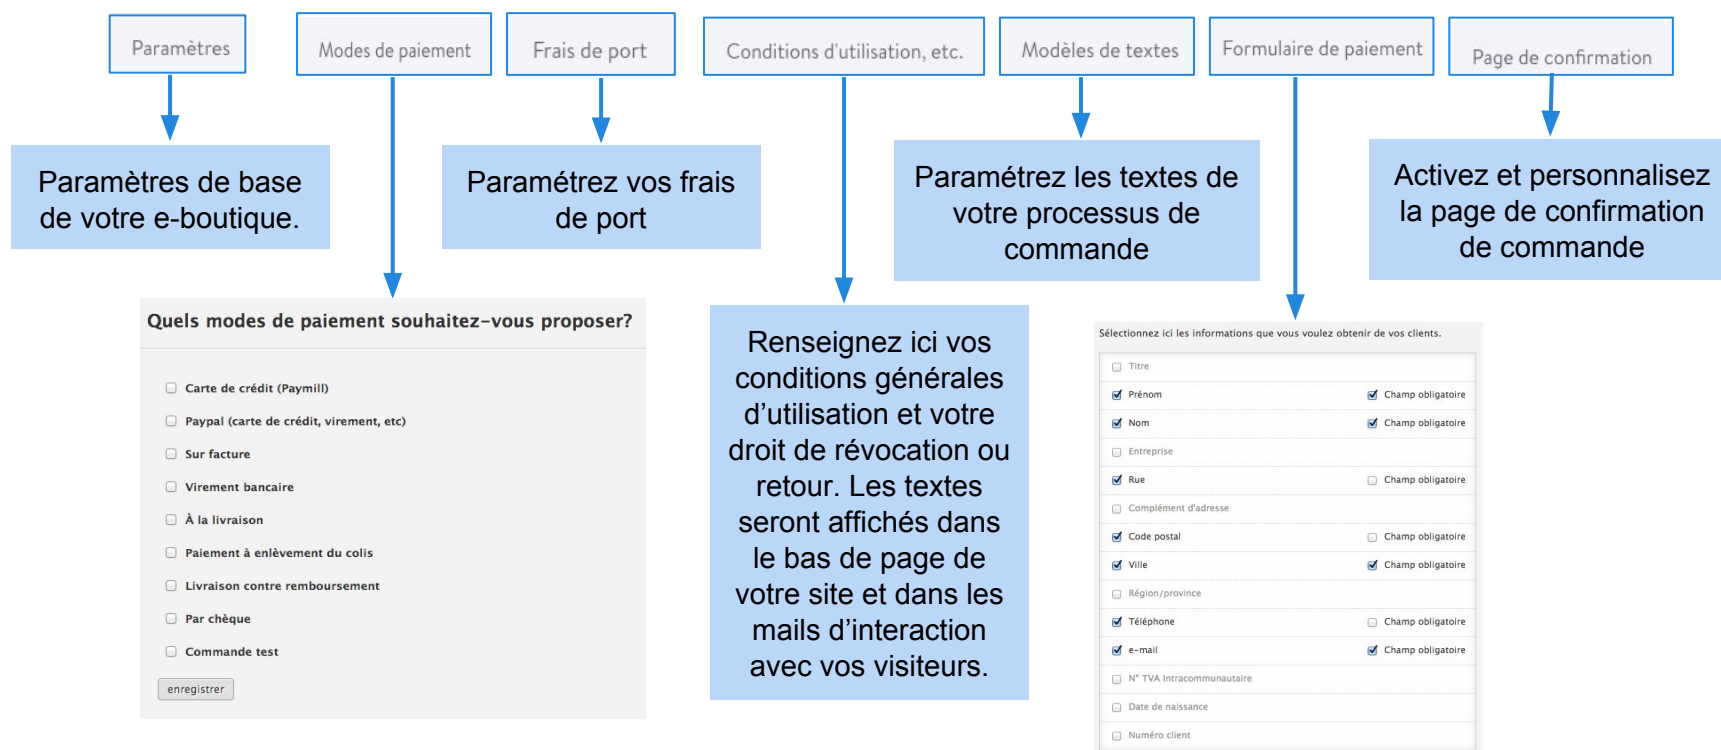 Paramètres
Modes de paiement
Frais de port
Conditions d'utilisation, etc.
Modèles de textes
Formulaire de paiement
Page de confirmation
Paramètres de base
de votre e-boutique.
Paramétrez vos frais
de port
Paramétrez les textes de
votre processus de
commande
Activez et personnalisez
la page de confirmation
de commande
Quels modes de paiement souhaitez-vous proposer?
Carte de crédit (Paymill)
Paypal (carte de crédit, virement, etc)
Sur facture
Virement bancaire
À la livraison
Paiement à enlèvement du colis
Livraison contre remboursement
Par chèque
Commande test
enregistrer
Renseignez ici vos
conditions générales
d’utilisation et votre
droit de révocation ou
retour. Les textes
seront affichés dans
le bas de page de
votre site et dans les
mails d’interaction
avec vos visiteurs.
Sélectionnez ici les informations que vous voulez obtenir de vos clients.
Titre
Prénom Champ obligatoire
Nom Champ obligatoire
Entreprise
Rue Champ obligatoire
Complément d'adresse
Code postal Champ obligatoire
Ville Champ obligatoire
Région/province
Téléphone Champ obligatoire
e-mail Champ obligatoire
N° TVA Intracommunautaire
Date de naissance
Numéro client